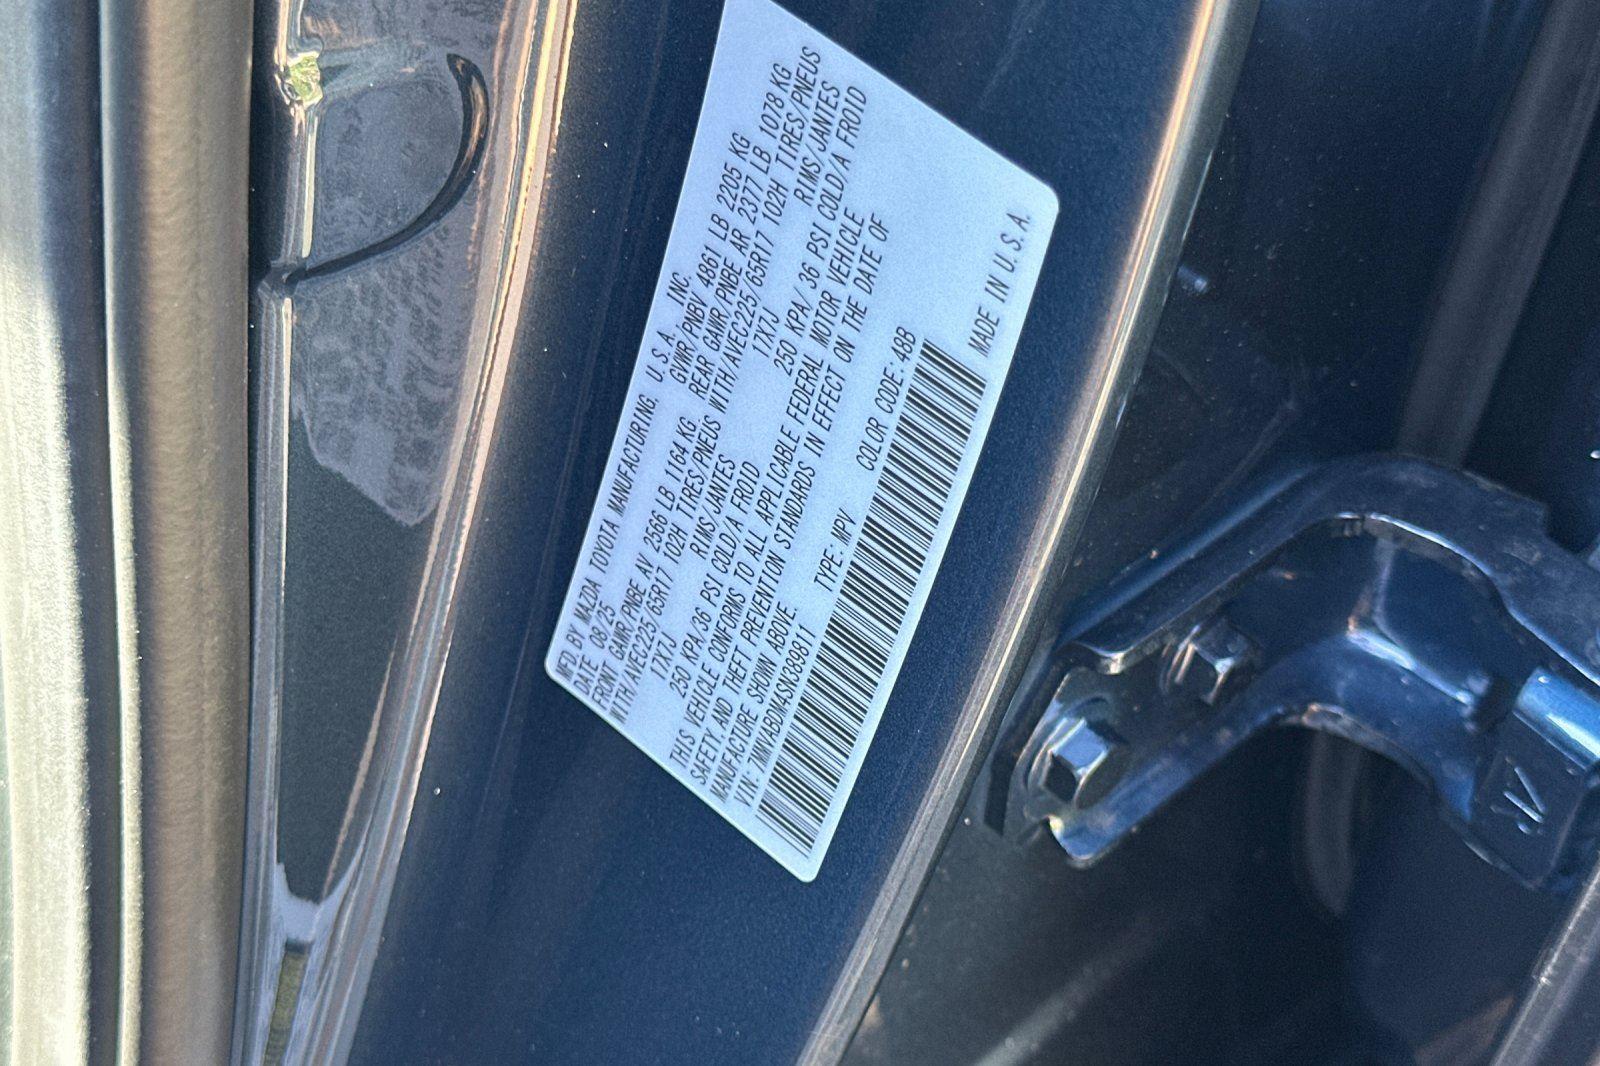 MFD. BY MAZDA TOYOTA MANUFACTURING, U.S.A. INC.
DATE 08/25 GVWR/PNBV 4861 LB 2205 KG
FRONT GAWR/PNBE AV 2566 LB 1164 KG REAR GAWR/PNBE AR 2377 LB 1078 KG
WITH/AVEC225/65R17 102H TIRES/PNEUS WITH/AVEC225/65R17 102H TIRES/PNEUS
17X7J RIMS/JANTES 17X7J RIMS/JANTES
250 KPA/36 PSI COLD/A FROID 250 KPA/ 36 PSI COLD/A FROID
THIS VEHICLE CONFORMS TO ALL APPLICABLE FEDERAL MOTOR VEHICLE
SAFETY, AND THEFT PREVENTION STANDARDS IN EFFECT ON THE DATE OF
MANUFACTURE SHOWN ABOVE.
VIN: 7MMVABDM4SN389811 TYPE: MPV COLOR CODE: 48B
MADE IN U.S.A.